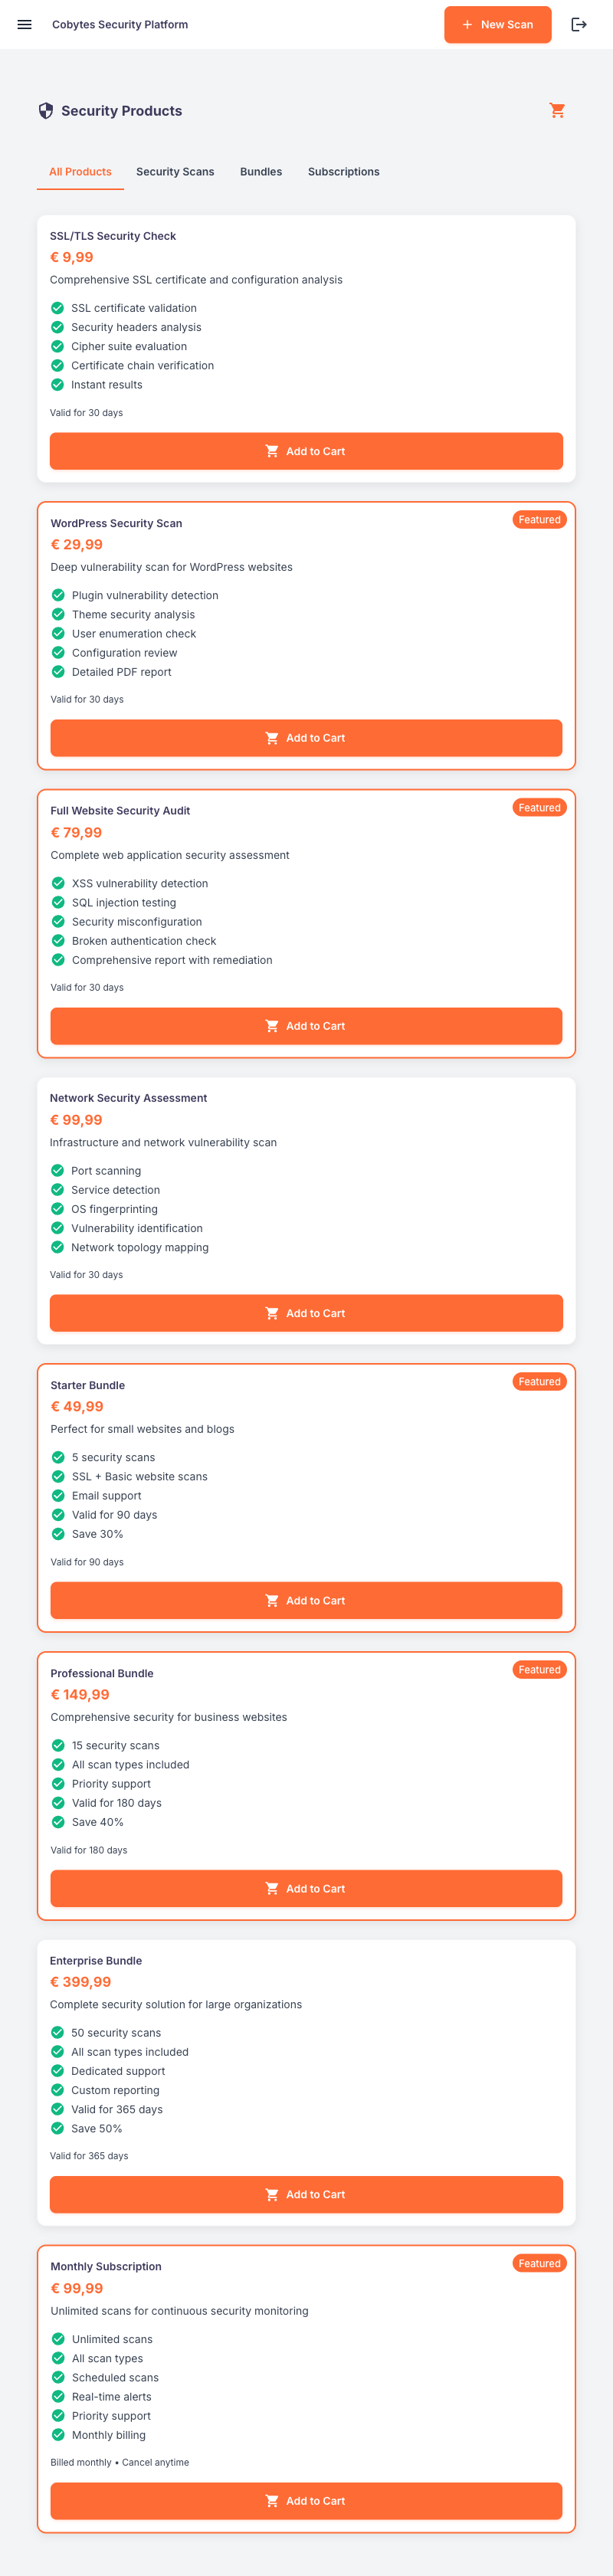 Cobytes Security Platform
New Scan
Security Products
All Products
Security Scans
Bundles
Subscriptions
SSL/TLS Security Check
€ 9,99
Comprehensive SSL certificate and configuration analysis
SSL certificate validation
Security headers analysis
Cipher suite evaluation
Certificate chain verification
Instant results
Valid for 30 days
Add to Cart
Featured
WordPress Security Scan
€ 29,99
Deep vulnerability scan for WordPress websites
Plugin vulnerability detection
Theme security analysis
User enumeration check
Configuration review
Detailed PDF report
Valid for 30 days
Add to Cart
Featured
Full Website Security Audit
€ 79,99
Complete web application security assessment
XSS vulnerability detection
SQL injection testing
Security misconfiguration
Broken authentication check
Comprehensive report with remediation
Valid for 30 days
Add to Cart
Network Security Assessment
€ 99,99
Infrastructure and network vulnerability scan
Port scanning
Service detection
OS fingerprinting
Vulnerability identification
Network topology mapping
Valid for 30 days
Add to Cart
Featured
Starter Bundle
€ 49,99
Perfect for small websites and blogs
5 security scans
SSL + Basic website scans
Email support
Valid for 90 days
Save 30%
Valid for 90 days
Add to Cart
Featured
Professional Bundle
€ 149,99
Comprehensive security for business websites
15 security scans
All scan types included
Priority support
Valid for 180 days
Save 40%
Valid for 180 days
Add to Cart
Enterprise Bundle
€ 399,99
Complete security solution for large organizations
50 security scans
All scan types included
Dedicated support
Custom reporting
Valid for 365 days
Save 50%
Valid for 365 days
Add to Cart
Featured
Monthly Subscription
€ 99,99
Unlimited scans for continuous security monitoring
Unlimited scans
All scan types
Scheduled scans
Real-time alerts
Priority support
Monthly billing
Billed monthly • Cancel anytime
Add to Cart